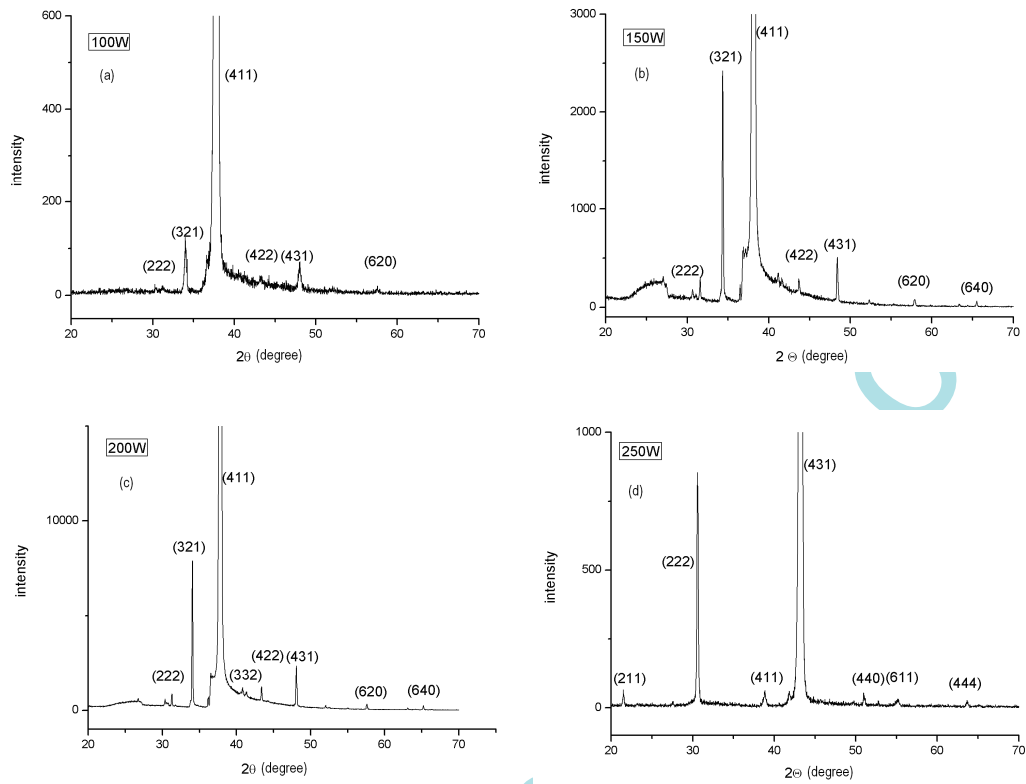 600
100W
(a)
(411)
400
intensity
200
(321)
(222)
(422)
(431)
(620)
0
20 30 40 50 60 70
2θ (degree)
3000
150W
(411)
(321)
(b)
2000
intensity
1000
(222)
(422)
(431)
(620)
(640)
0
20 30 40 50 60 70
2 Θ (degree)
200W
(411)
(c)
10000
(321)
intensity
(222)
(332)
(422)
(431)
(620)
(640)
0
20 30 40 50 60 70
2θ (degree)
1000
250W
(431)
(d)
(222)
500
intensity
(211)
(411)
(440)
(611)
(444)
0
20 30 40 50 60 70
2Θ (degree)